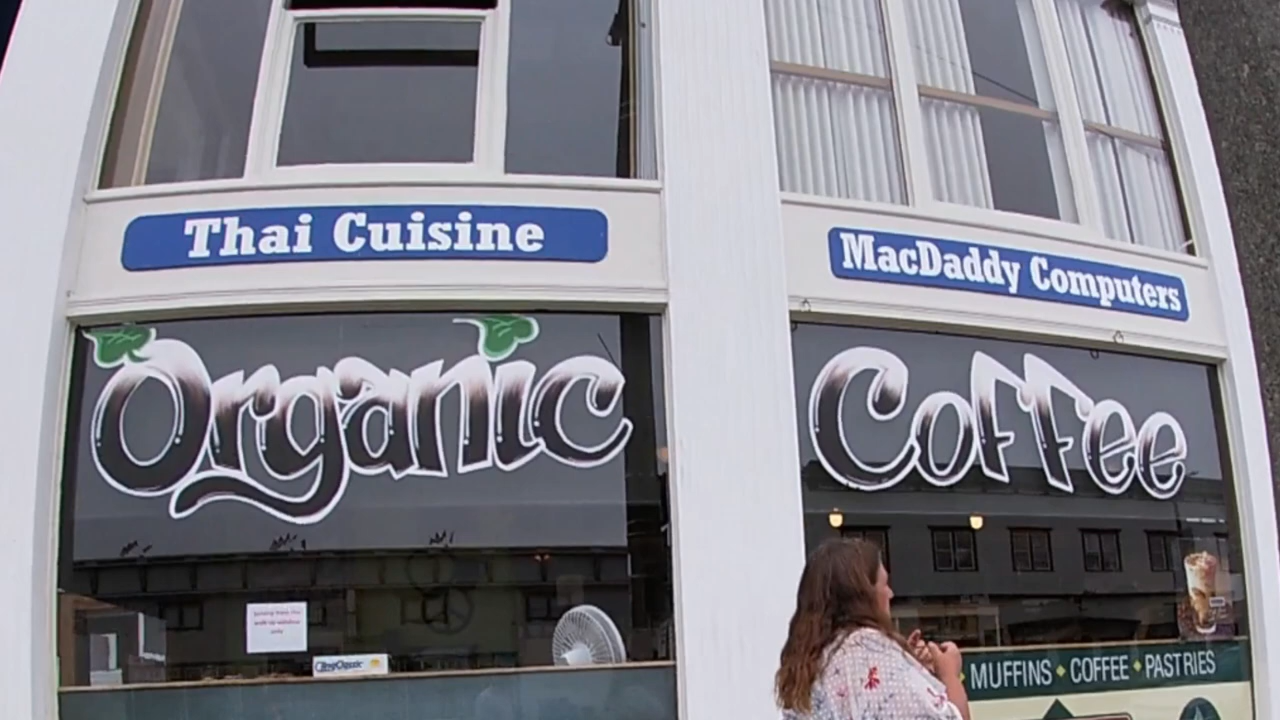 Thai Cuisine
MacDaddy Computers
Organic
Coffee
MUFFINS • COFFEE • PASTRIES